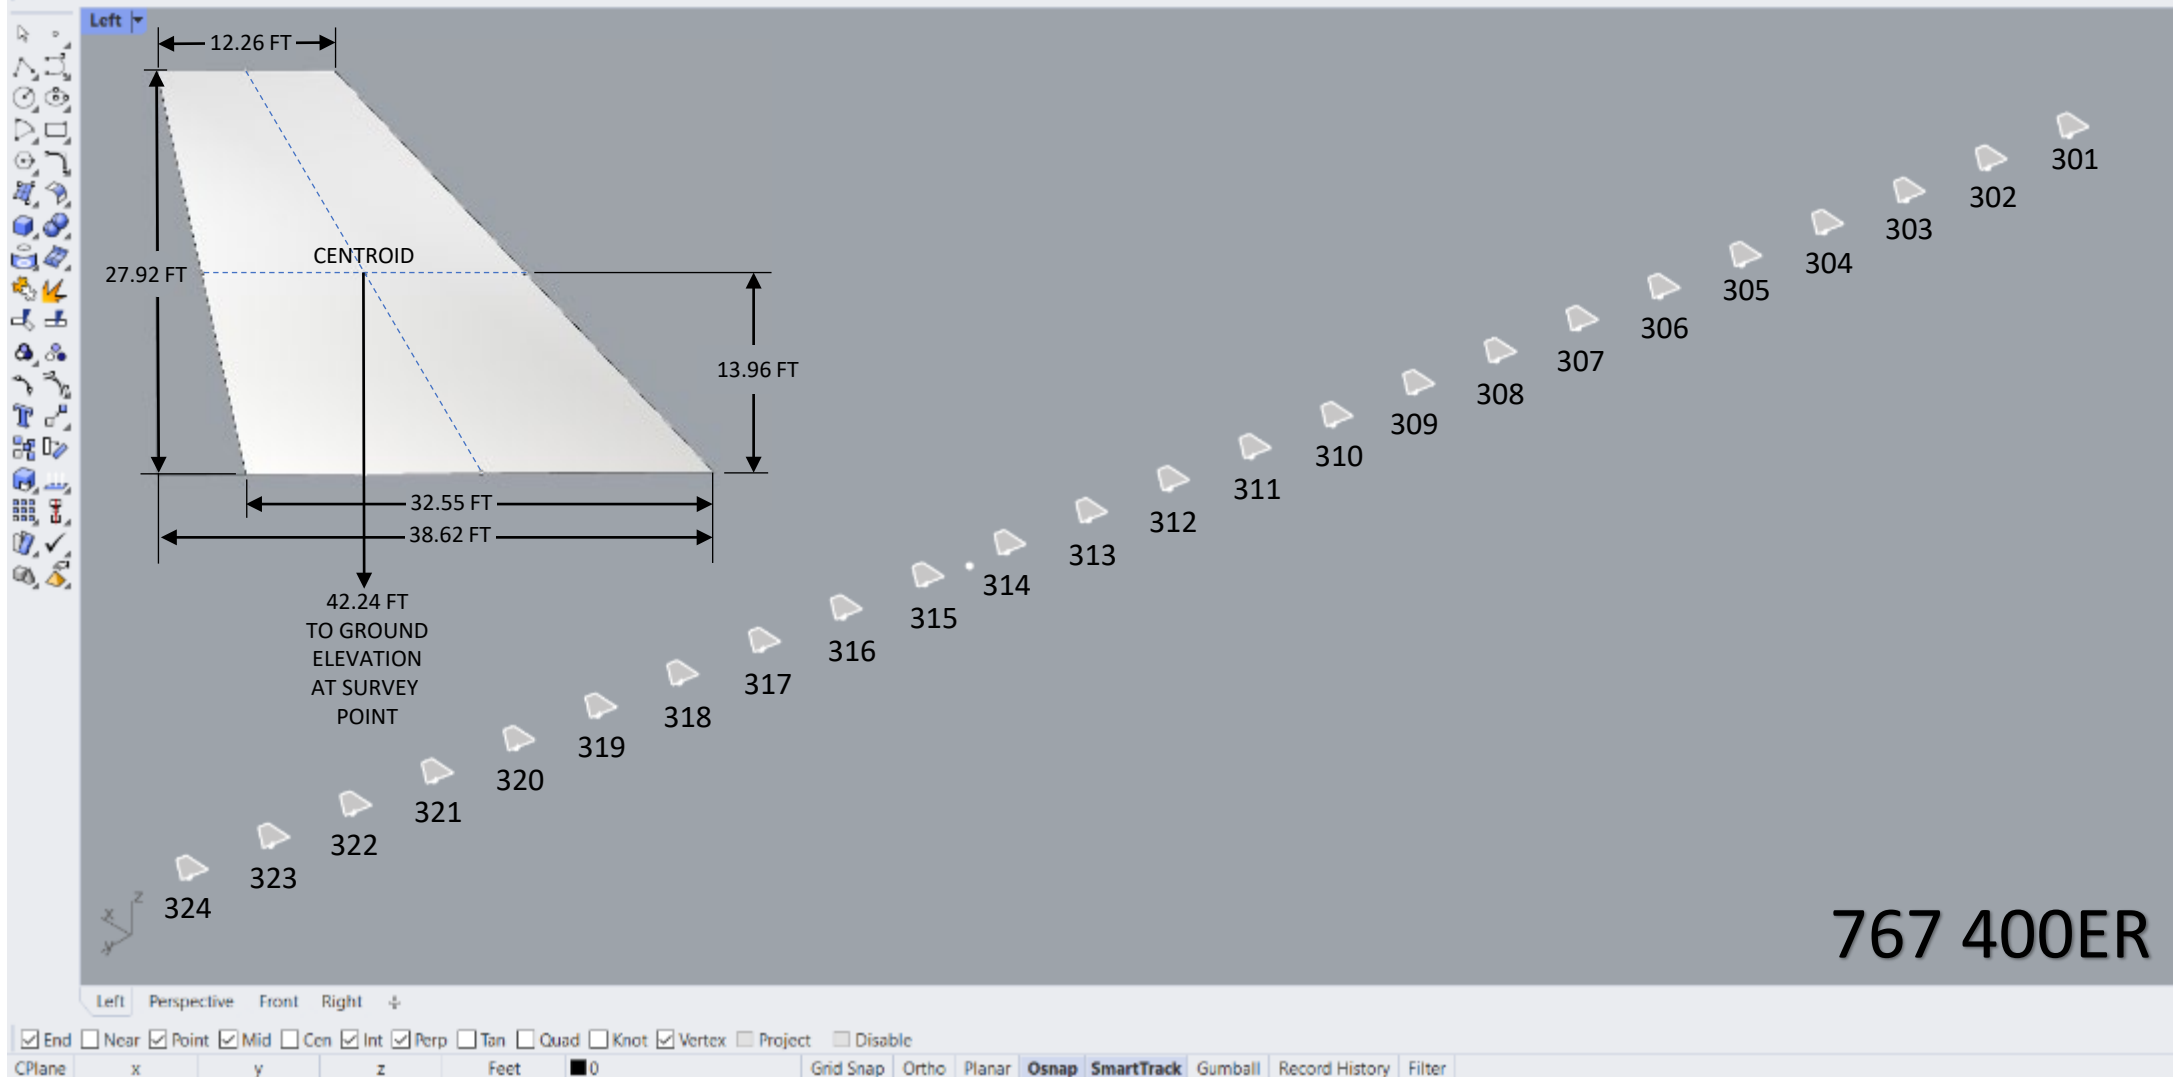 Left
12.26 FT
CENTROID
27.92 FT
13.96 FT
32.55 FT
38.62 FT
42.24 FT
TO GROUND
ELEVATION
AT SURVEY
POINT
301
302
303
304
305
306
307
308
309
310
311
312
313
314
315
316
317
318
319
320
321
322
323
324
z
x
y
767 400ER
Left Perspective Front Right
End Near Point Mid Cen Int Perp Tan Quad Knot Vertex Project Disable
CPlane x y z Feet 0 Grid Snap Ortho Planar Osnap SmartTrack Gumball Record History Filter